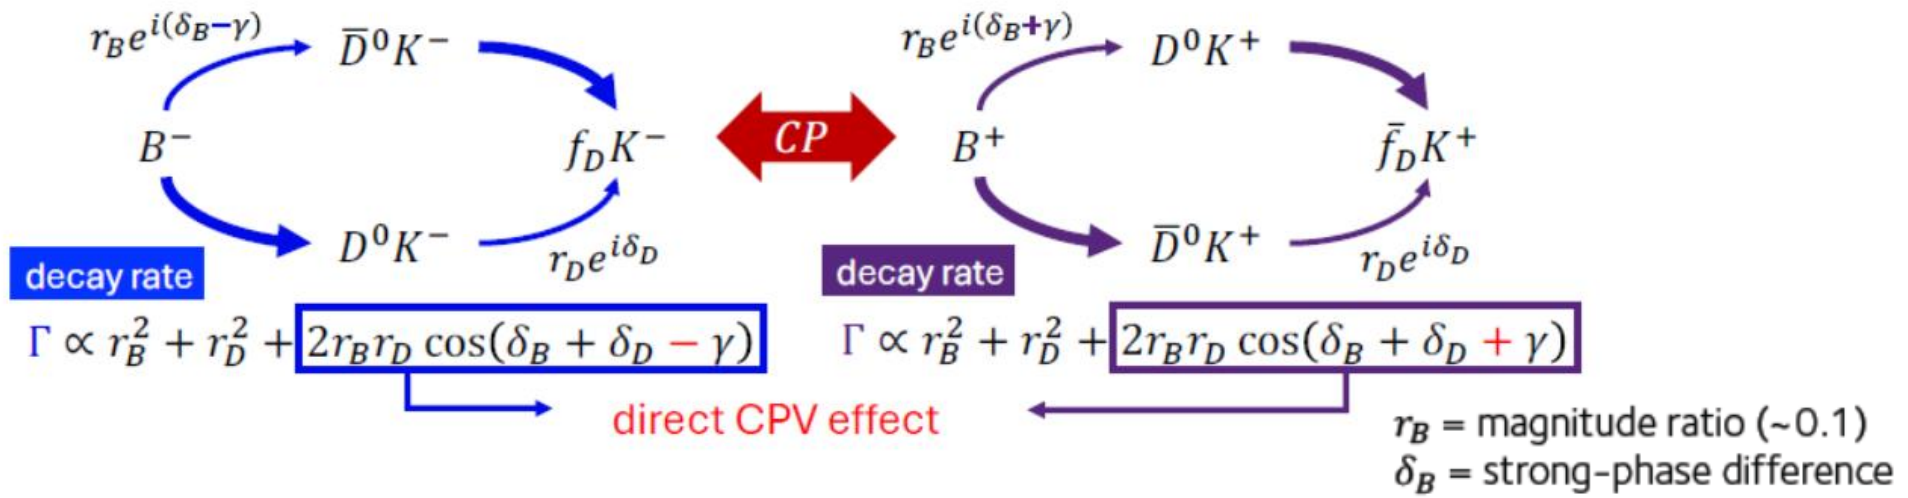 r_B e^{i(δ_B−γ)} D̄⁰K⁻ r_B e^{i(δ_B+γ)} D⁰K⁺
B⁻ f_D K⁻ CP B⁺ f̄_D K⁺
D⁰K⁻ D̄⁰K⁺
decay rate r_D e^{iδ_D} decay rate r_D e^{iδ_D}
Γ ∝ r_B² + r_D² + 2r_B r_D cos(δ_B + δ_D − γ) Γ ∝ r_B² + r_D² + 2r_B r_D cos(δ_B + δ_D + γ)
direct CPV effect
r_B = magnitude ratio (~0.1)
δ_B = strong-phase difference